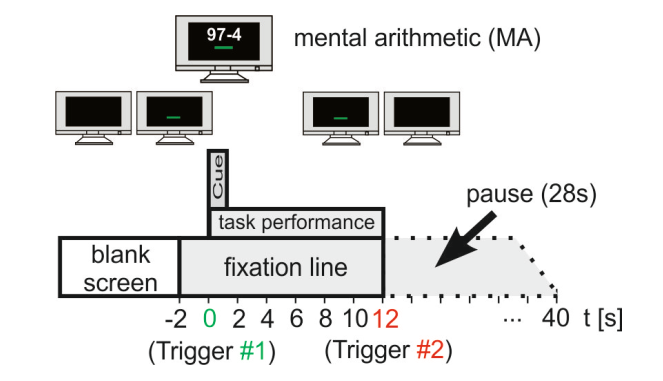 97-4
mental arithmetic (MA)
Cue
pause (28s)
task performance
blank
screen
fixation line
-2 0 2 4 6 8 10 12 ... 40 t [s]
(Trigger #1) (Trigger #2)